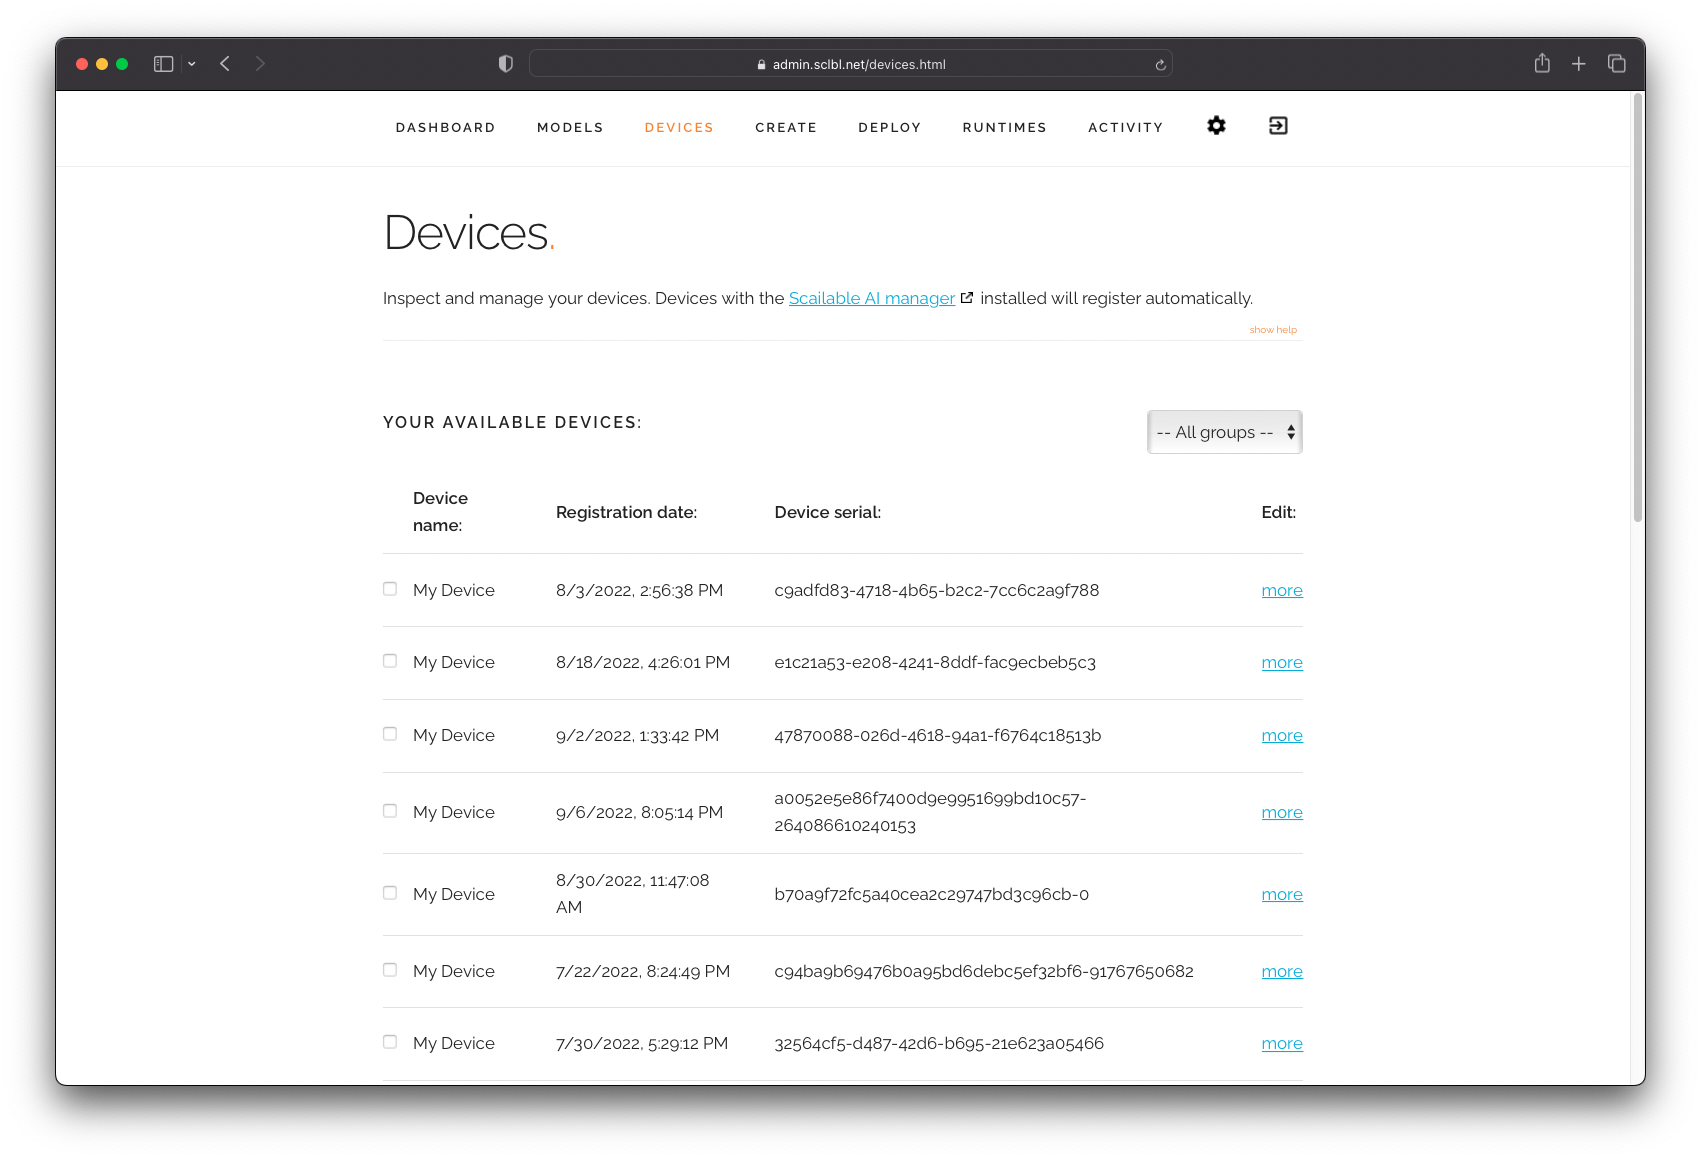 admin.sclbl.net/devices.html
DASHBOARD MODELS DEVICES CREATE DEPLOY RUNTIMES ACTIVITY
Devices.
Inspect and manage your devices. Devices with the Scailable AI manager installed will register automatically.
show help
YOUR AVAILABLE DEVICES:
-- All groups --
Device
name:
Registration date: Device serial: Edit:
My Device 8/3/2022, 2:56:38 PM c9adfd83-4718-4b65-b2c2-7cc6c2a9f788 more
My Device 8/18/2022, 4:26:01 PM e1c21a53-e208-4241-8ddf-fac9ecbeb5c3 more
My Device 9/2/2022, 1:33:42 PM 47870088-026d-4618-94a1-f6764c18513b more
My Device 9/6/2022, 8:05:14 PM a0052e5e86f7400d9e9951699bd10c57-
264086610240153 more
My Device 8/30/2022, 11:47:08
AM b70a9f72fc5a40cea2c29747bd3c96cb-0 more
My Device 7/22/2022, 8:24:49 PM c94ba9b69476b0a95bd6debc5ef32bf6-91767650682 more
My Device 7/30/2022, 5:29:12 PM 32564cf5-d487-42d6-b695-21e623a05466 more